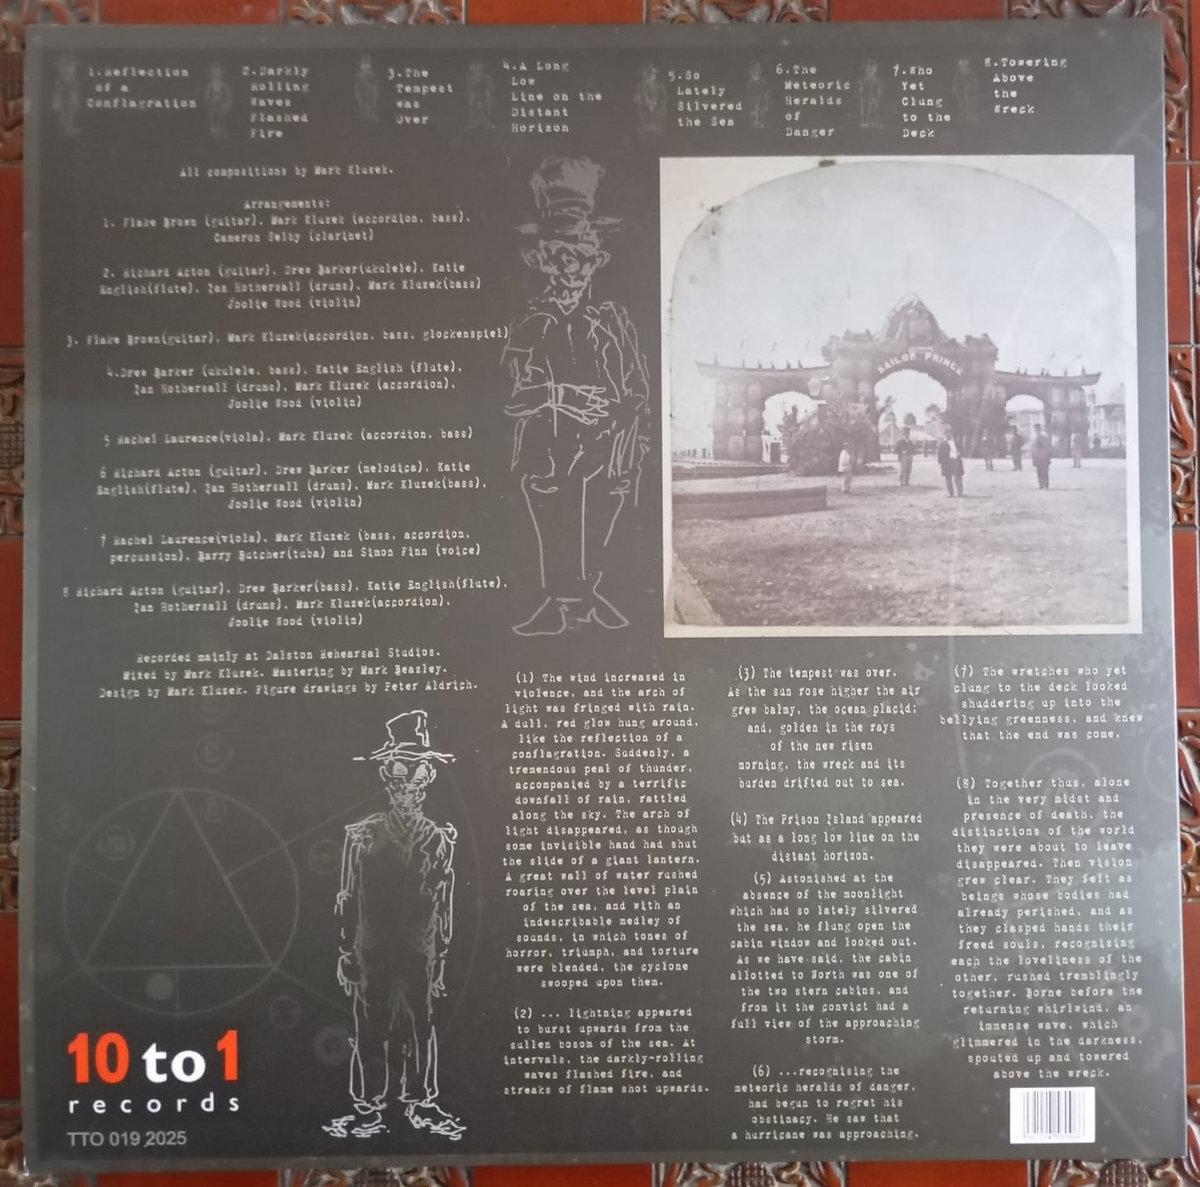 1.Reflection
of a
Conflagration
2.Darkly
Rolling
Waves
Flashed
Fire
3.The
Tempest
was
Over
4.A Long
Low
Line on the
Distant
Horizon
5.So
Lately
Silvered
the Sea
6.The
Meteoric
Heralds
of
Danger
7.Who
Yet
Clung
to the
Deck
8.Towering
Above
the
Wreck
All compositions by Mark Kluzek.
Arrangements:
1. Flake Brown (guitar). Mark Kluzek (accordion. bass).
Cameron Selby (clarinet)
2. Richard Acton (guitar). Drew Barker(ukulele). Katie
English(flute). Ian Hothersall (drums). Mark Kluzek(bass)
Joolie Wood (violin)
3. Flake Brown(guitar). Mark Kluzek(accordion. bass. glockenspiel)
4.Drew Barker (ukulele. bass). Katie English (flute).
Ian Hothersall (drums). Mark Kluzek (accordion).
Joolie Wood (violin)
5 Rachel Laurence(viola). Mark Kluzek (accordion. bass)
6 Richard Acton (guitar). Drew Barker (melodica). Katie
English(flute). Ian Hothersall (drums). Mark Kluzek(bass).
Joolie Wood (violin)
7 Rachel Laurence(viola). Mark Kluzek (bass. accordion.
percussion). Barry Butcher(tuba) and Simon Finn (voice)
8 Richard Acton (guitar). Drew Barker(bass). Katie English(flute).
Ian Hothersall (drums). Mark Kluzek(accordion).
Joolie Wood (violin)
Recorded mainly at Dalston Rehearsal Studios.
Mixed by Mark Kluzek. Mastering by Mark Beazley.
Design by Mark Kluzek. Figure drawings by Peter Aldrich.
SAILOR PRINCE
(1) The wind increased in
violence, and the arch of
light was fringed with rain.
A dull, red glow hung around,
like the reflection of a
conflagration. Suddenly, a
tremendous peal of thunder,
accompanied by a terrific
downfall of rain, rattled
along the sky. The arch of
light disappeared, as though
some invisible hand had shut
the slide of a giant lantern.
A great wall of water rushed
roaring over the level plain
of the sea, and with an
indescribable medley of
sounds, in which tones of
horror, triumph, and torture
were blended, the cyclone
swooped upon them.
(2) ... lightning appeared
to burst upwards from the
sullen bosom of the sea. At
intervals, the darkly-rolling
waves flashed fire, and
streaks of flame shot upwards.
(3) The tempest was over.
As the sun rose higher the air
grew balmy, the ocean placid;
and, golden in the rays
of the new risen
morning, the wreck and its
burden drifted out to sea.
(4) The Prison Island appeared
but as a long low line on the
distant horizon.
(5) Astonished at the
absence of the moonlight
which had so lately silvered
the sea, he flung open the
cabin window and looked out.
As we have said, the cabin
allotted to North was one of
the two stern cabins, and
from it the convict had a
full view of the approaching
storm.
(6) ...recognising the
meteoric heralds of danger,
had begun to regret his
obstinacy. He saw that
a hurricane was approaching.
(7) The wretches who yet
clung to the deck looked
shuddering up into the
bellying greenness, and knew
that the end was come.
(8) Together thus, alone
in the very midst and
presence of death, the
distinctions of the world
they were about to leave
disappeared. Then vision
grew clear. They felt as
beings whose bodies had
already perished, and as
they clasped hands their
freed souls, recognising
each the loveliness of the
other, rushed tremblingly
together. Borne before the
returning whirlwind, an
immense wave, which
glimmered in the darkness,
spouted up and towered
above the wreck.
10 to 1
records
TTO 019 2025